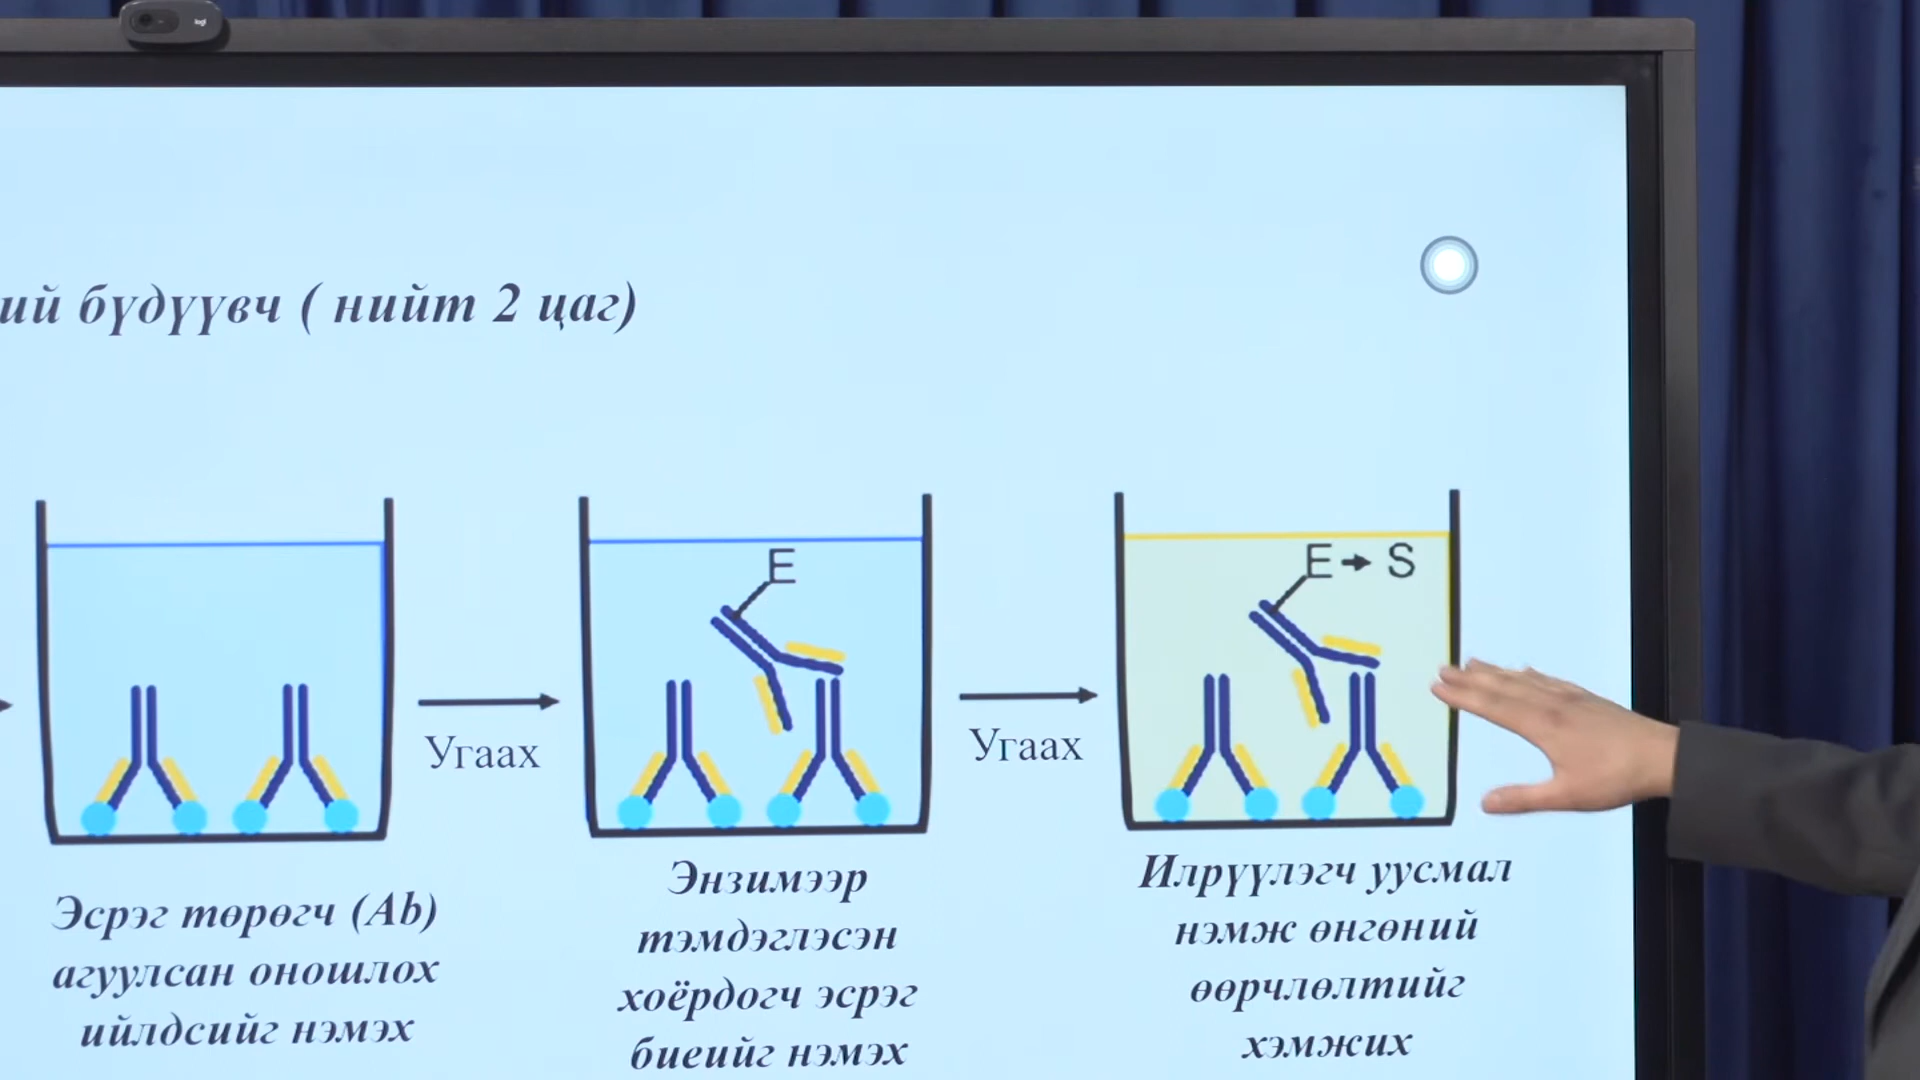 logi
ий бүдүүвч ( нийт 2 цаг)
E
E → S
Угаах
Угаах
Эсрэг төрөгч (Ab)
агуулсан оношлох
ийлдсийг нэмэх
Энзимээр
тэмдэглэсэн
хоёрдогч эсрэг
биеийг нэмэх
Илрүүлэгч уусмал
нэмж өнгөний
өөрчлөлтийг
хэмжих